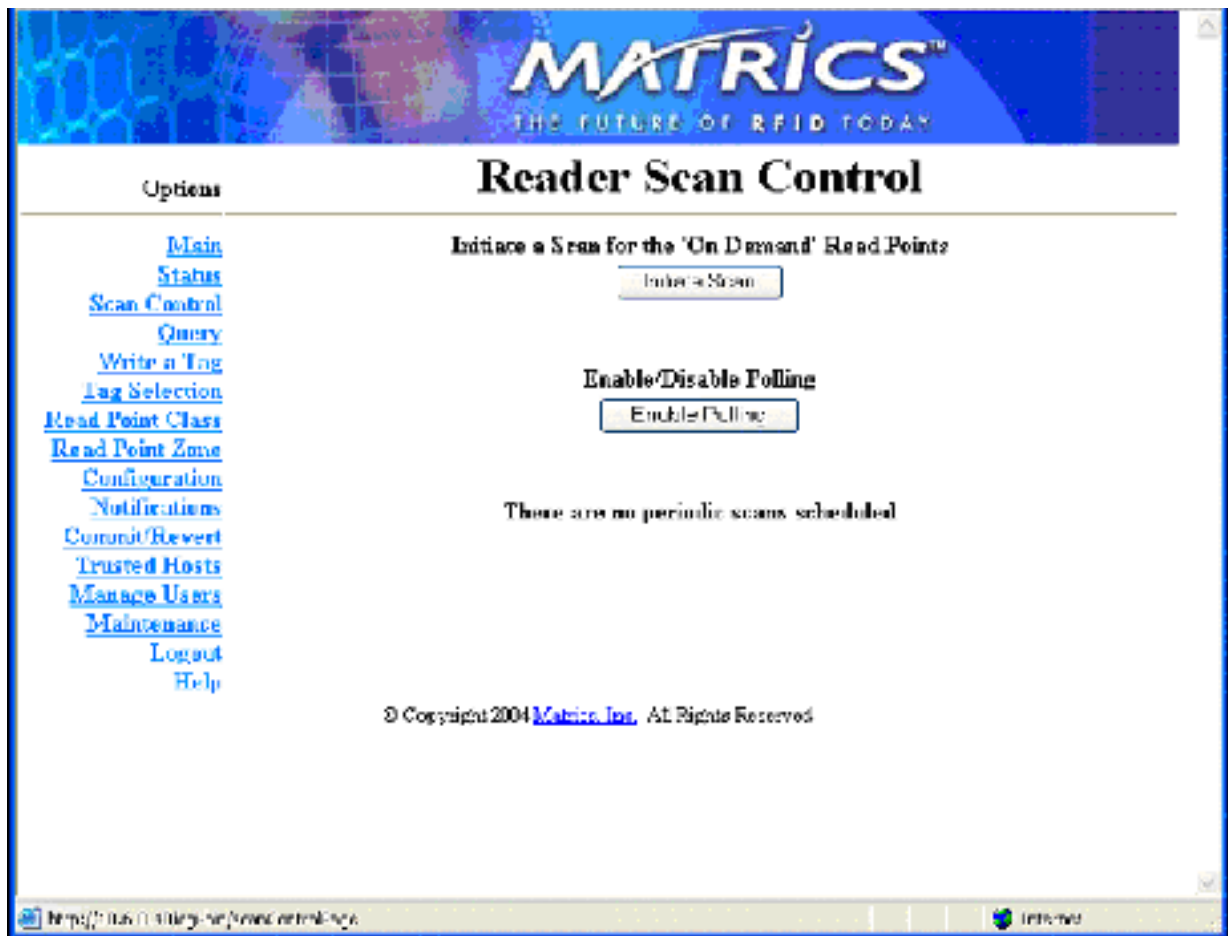 MATRICS™
THE FUTURE OF RFID TODAY
Options
Reader Scan Control
Main
Status
Scan Control
Query
Write a Tag
Tag Selection
Read Point Class
Read Point Zone
Configuration
Notifications
Commit/Revert
Trusted Hosts
Manage Users
Maintenance
Logout
Help
Initiate a Scan for the 'On Demand' Read Points
Initiate Scan
Enable/Disable Polling
Enable Polling
There are no periodic scans scheduled
© Copyright 2004 Matrics, Inc. All Rights Reserved
Internet